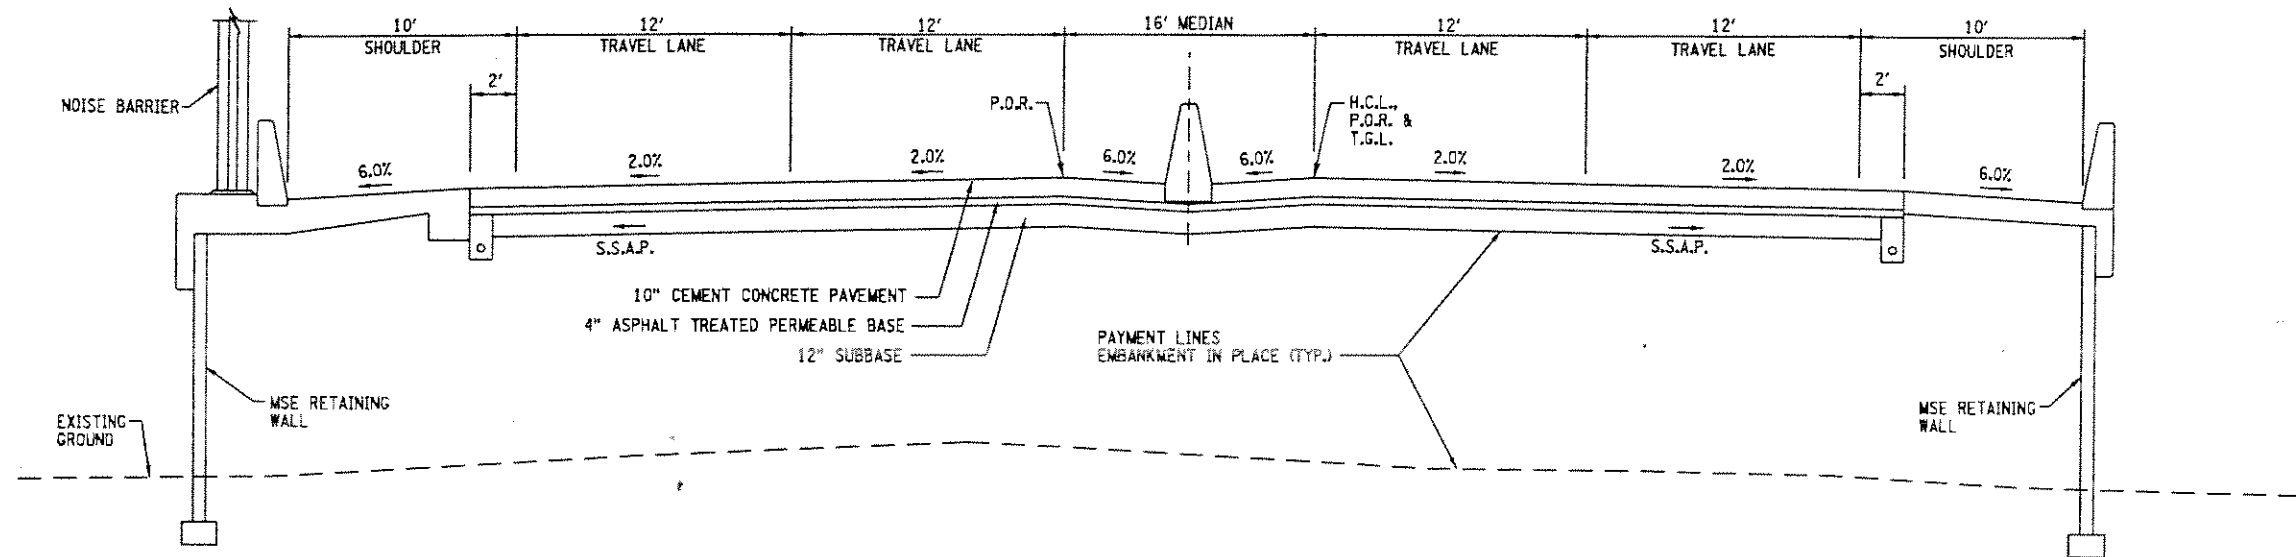 10'
SHOULDER
12'
TRAVEL LANE
12'
TRAVEL LANE
16' MEDIAN
12'
TRAVEL LANE
12'
TRAVEL LANE
10'
SHOULDER
2'
2'
NOISE BARRIER
P.O.R.
H.C.L.,
P.O.R. &
T.G.L.
6.0%
2.0%
2.0%
6.0%
6.0%
2.0%
2.0%
6.0%
S.S.A.P.
S.S.A.P.
10" CEMENT CONCRETE PAVEMENT
4" ASPHALT TREATED PERMEABLE BASE
12" SUBBASE
PAYMENT LINES
EMBANKMENT IN PLACE (TYP.)
MSE RETAINING
WALL
EXISTING
GROUND
MSE RETAINING
WALL